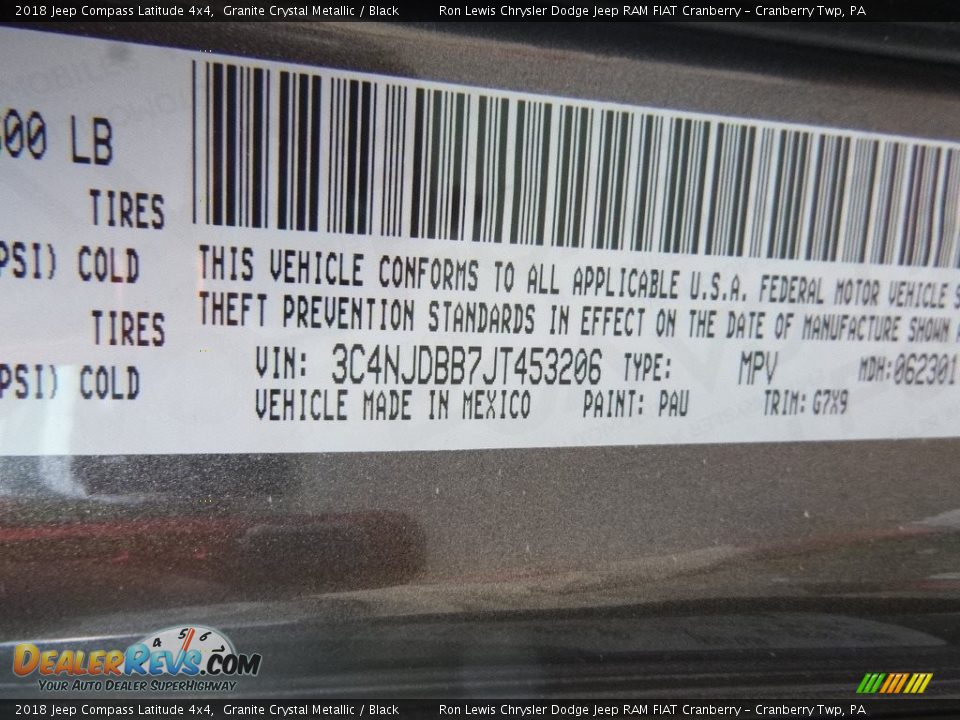 2018 Jeep Compass Latitude 4x4, Granite Crystal Metallic / Black Ron Lewis Chrysler Dodge Jeep RAM FIAT Cranberry - Cranberry Twp, PA
00 LB
TIRES
PSI) COLD
TIRES
PSI) COLD
THIS VEHICLE CONFORMS TO ALL APPLICABLE U.S.A. FEDERAL MOTOR VEHICLE S
THEFT PREVENTION STANDARDS IN EFFECT ON THE DATE OF MANUFACTURE SHOWN A
VIN: 3C4NJDBB7JT453206 TYPE: MPV MDH:062301
VEHICLE MADE IN MEXICO PAINT: PAU TRIM: G7X9
4 5 6
DEALERREVS.COM
YOUR AUTO DEALER SUPERHIGHWAY
2018 Jeep Compass Latitude 4x4, Granite Crystal Metallic / Black Ron Lewis Chrysler Dodge Jeep RAM FIAT Cranberry - Cranberry Twp, PA